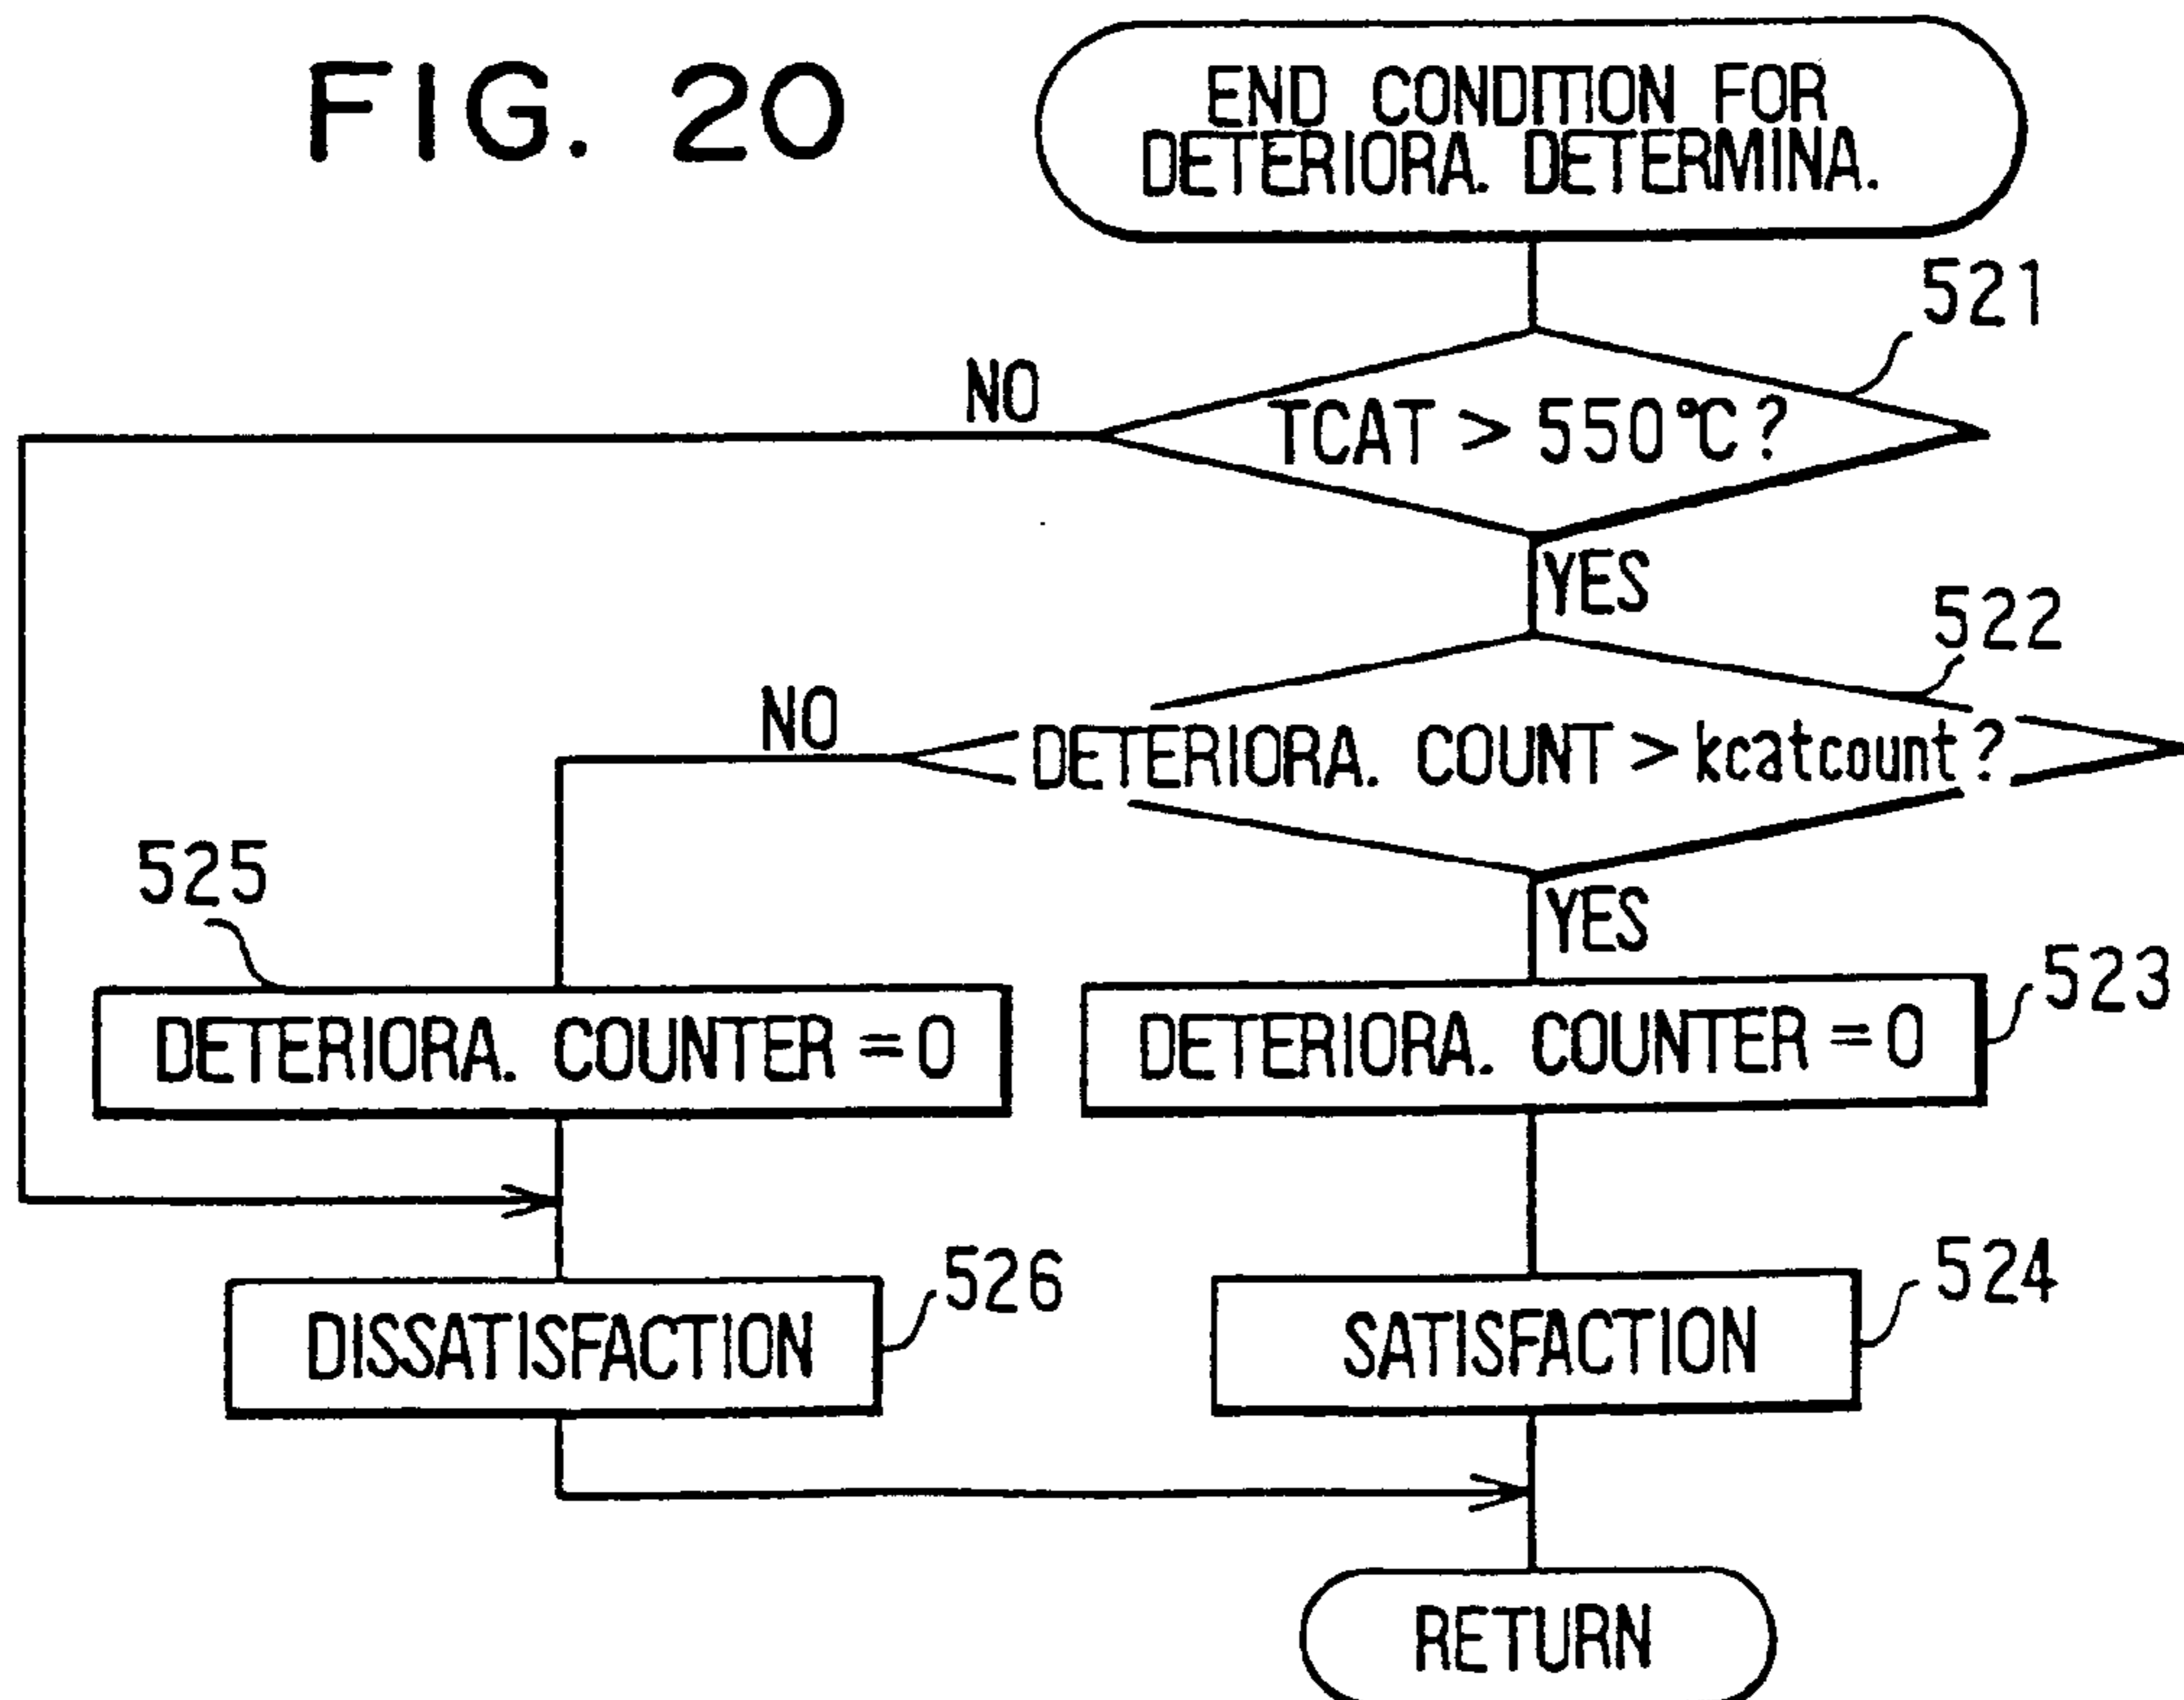 FIG. 20
END CONDITION FOR
DETERIORA. DETERMINA.
521
TCAT > 550℃?
NO
YES
522
DETERIORA. COUNT > kcatcount?
NO
YES
525
DETERIORA. COUNTER = 0
DETERIORA. COUNTER = 0
523
DISSATISFACTION
526
SATISFACTION
524
RETURN